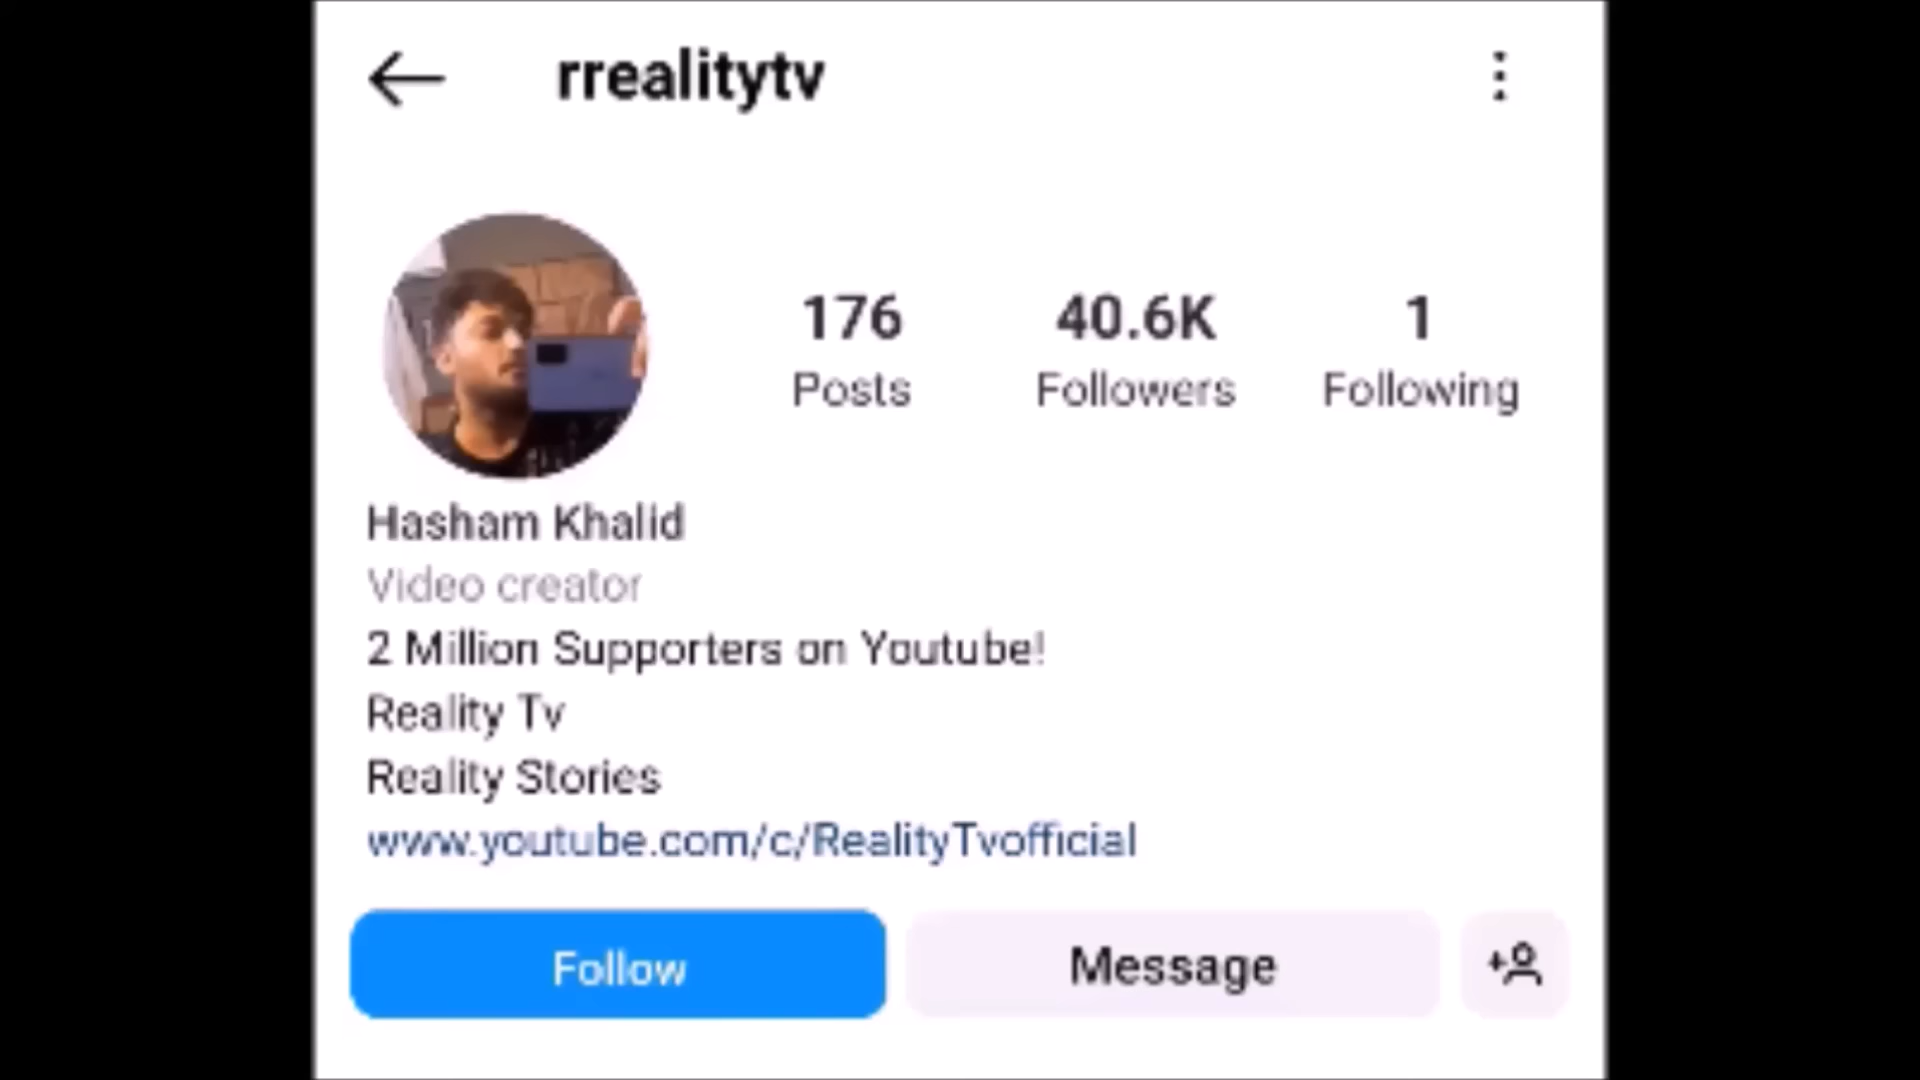 rrealitytv
176 40.6K 1
Posts Followers Following
Hasham Khalid
Video creator
2 Million Supporters on Youtube!
Reality Tv
Reality Stories
www.youtube.com/c/RealityTvofficial
Follow Message